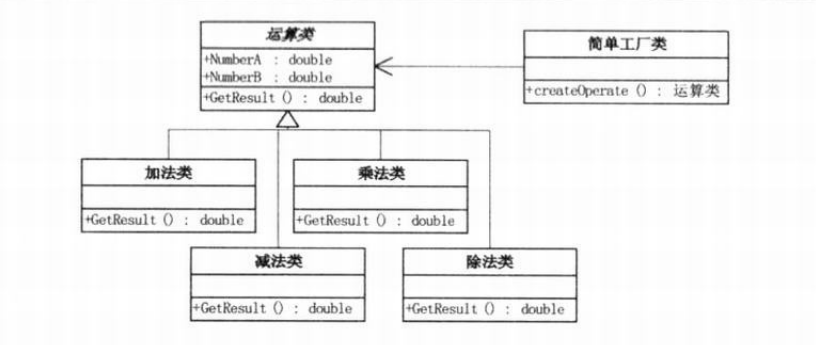 运算类
+NumberA : double
+NumberB : double
+GetResult () : double
简单工厂类
+createOperate () : 运算类
加法类
+GetResult () : double
乘法类
+GetResult () : double
减法类
+GetResult () : double
除法类
+GetResult () : double